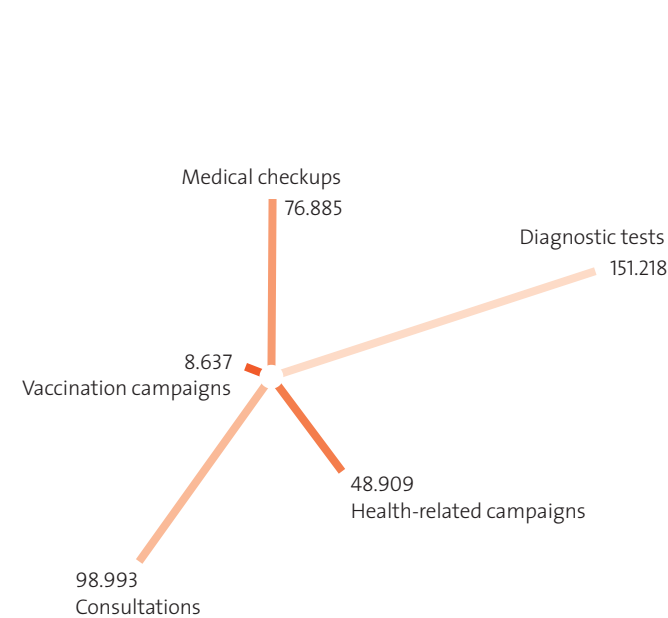 Medical checkups
76.885
Diagnostic tests
151.218
8.637
Vaccination campaigns
48.909
Health-related campaigns
98.993
Consultations